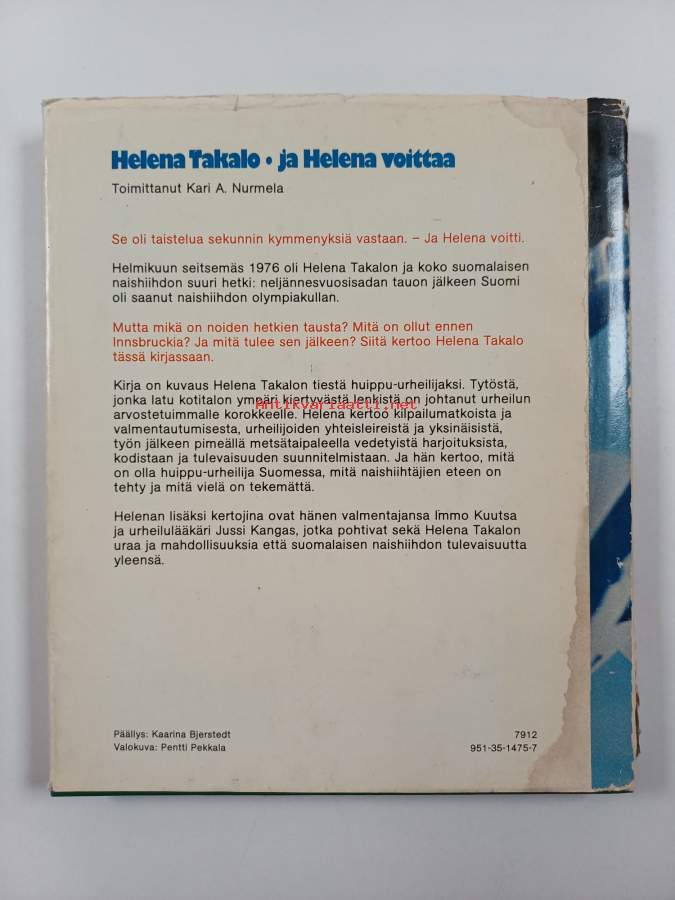 Helena Takalo • ja Helena voittaa
Toimittanut Kari A. Nurmela
Se oli taistelua sekunnin kymmenyksiä vastaan. – Ja Helena voitti.
Helmikuun seitsemäs 1976 oli Helena Takalon ja koko suomalaisen
naishiihdon suuri hetki: neljännesvuosisadan tauon jälkeen Suomi
oli saanut naishiihdon olympiakullan.
Mutta mikä on noiden hetkien tausta? Mitä on ollut ennen
Innsbruckia? Ja mitä tulee sen jälkeen? Siitä kertoo Helena Takalo
tässä kirjassaan.
Kirja on kuvaus Helena Takalon tiestä huippu-urheilijaksi. Tytöstä,
jonka latu kotitalon ympäri kiertyvästä lenkistä on johtanut urheilun
Antikvariaatti.net
arvostetuimmalle korokkeelle. Helena kertoo kilpailumatkoista ja
valmentautumisesta, urheilijoiden yhteisleireistä ja yksinäisistä,
työn jälkeen pimeällä metsätaipaleella vedetyistä harjoituksista,
kodistaan ja tulevaisuuden suunnitelmistaan. Ja hän kertoo, mitä
on olla huippu-urheilija Suomessa, mitä naishiihtäjien eteen on
tehty ja mitä vielä on tekemättä.
Helenan lisäksi kertojina ovat hänen valmentajansa Immo Kuutsa
ja urheilulääkäri Jussi Kangas, jotka pohtivat sekä Helena Takalon
uraa ja mahdollisuuksia että suomalaisen naishiihdon tulevaisuutta
yleensä.
Päällys: Kaarina Bjerstedt
Valokuva: Pentti Pekkala
7912
951-35-1475-7